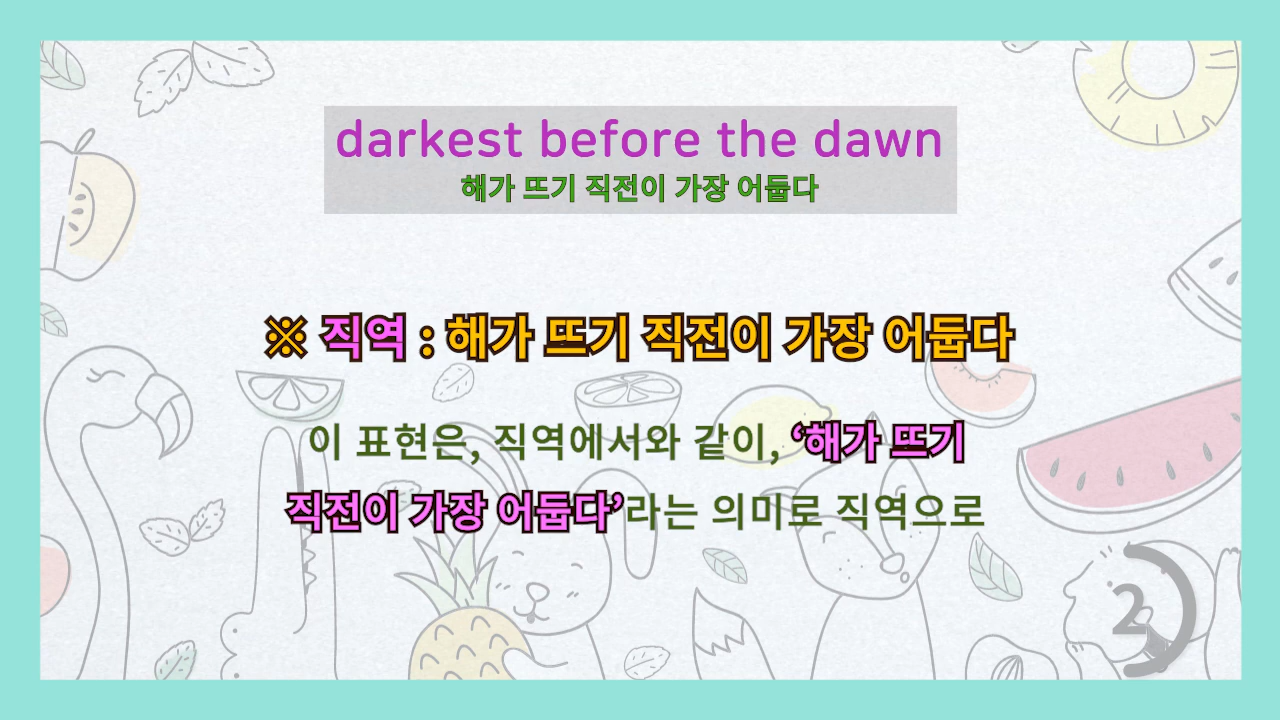 darkest before the dawn
해가 뜨기 직전이 가장 어둡다
※ 직역 : 해가 뜨기 직전이 가장 어둡다
이 표현은, 직역에서와 같이, ‘해가 뜨기
직전이 가장 어둡다’라는 의미로 직역으로
2